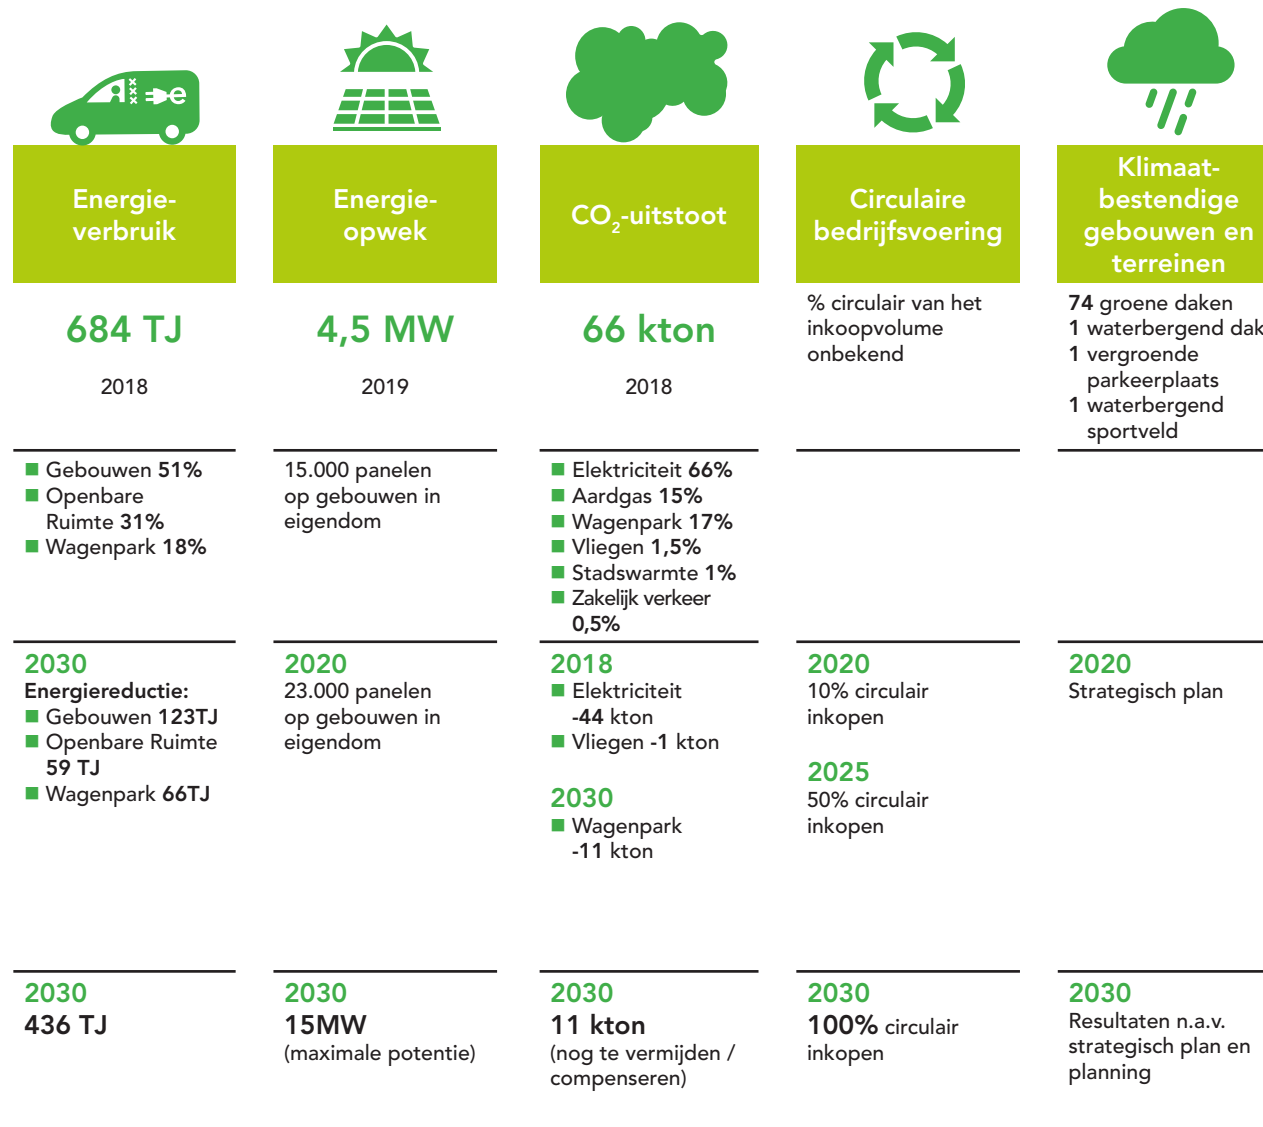 e
Energie-
verbruik
684 TJ
2018
Gebouwen 51%
Openbare
Ruimte 31%
Wagenpark 18%
2030
Energiereductie:
Gebouwen 123TJ
Openbare Ruimte
59 TJ
Wagenpark 66TJ
2030
436 TJ
Energie-
opwek
4,5 MW
2019
15.000 panelen
op gebouwen in
eigendom
2020
23.000 panelen
op gebouwen in
eigendom
2030
15MW
(maximale potentie)
CO₂-uitstoot
66 kton
2018
Elektriciteit 66%
Aardgas 15%
Wagenpark 17%
Vliegen 1,5%
Stadswarmte 1%
Zakelijk verkeer
0,5%
2018
Elektriciteit
-44 kton
Vliegen -1 kton
2030
Wagenpark
-11 kton
2030
11 kton
(nog te vermijden /
compenseren)
Circulaire
bedrijfsvoering
% circulair van het
inkoopvolume
onbekend
2020
10% circulair
inkopen
2025
50% circulair
inkopen
2030
100% circulair
inkopen
Klimaat-
bestendige
gebouwen en
terreinen
74 groene daken
1 waterbergend dak
1 vergroende
parkeerplaats
1 waterbergend
sportveld
2020
Strategisch plan
2030
Resultaten n.a.v.
strategisch plan en
planning